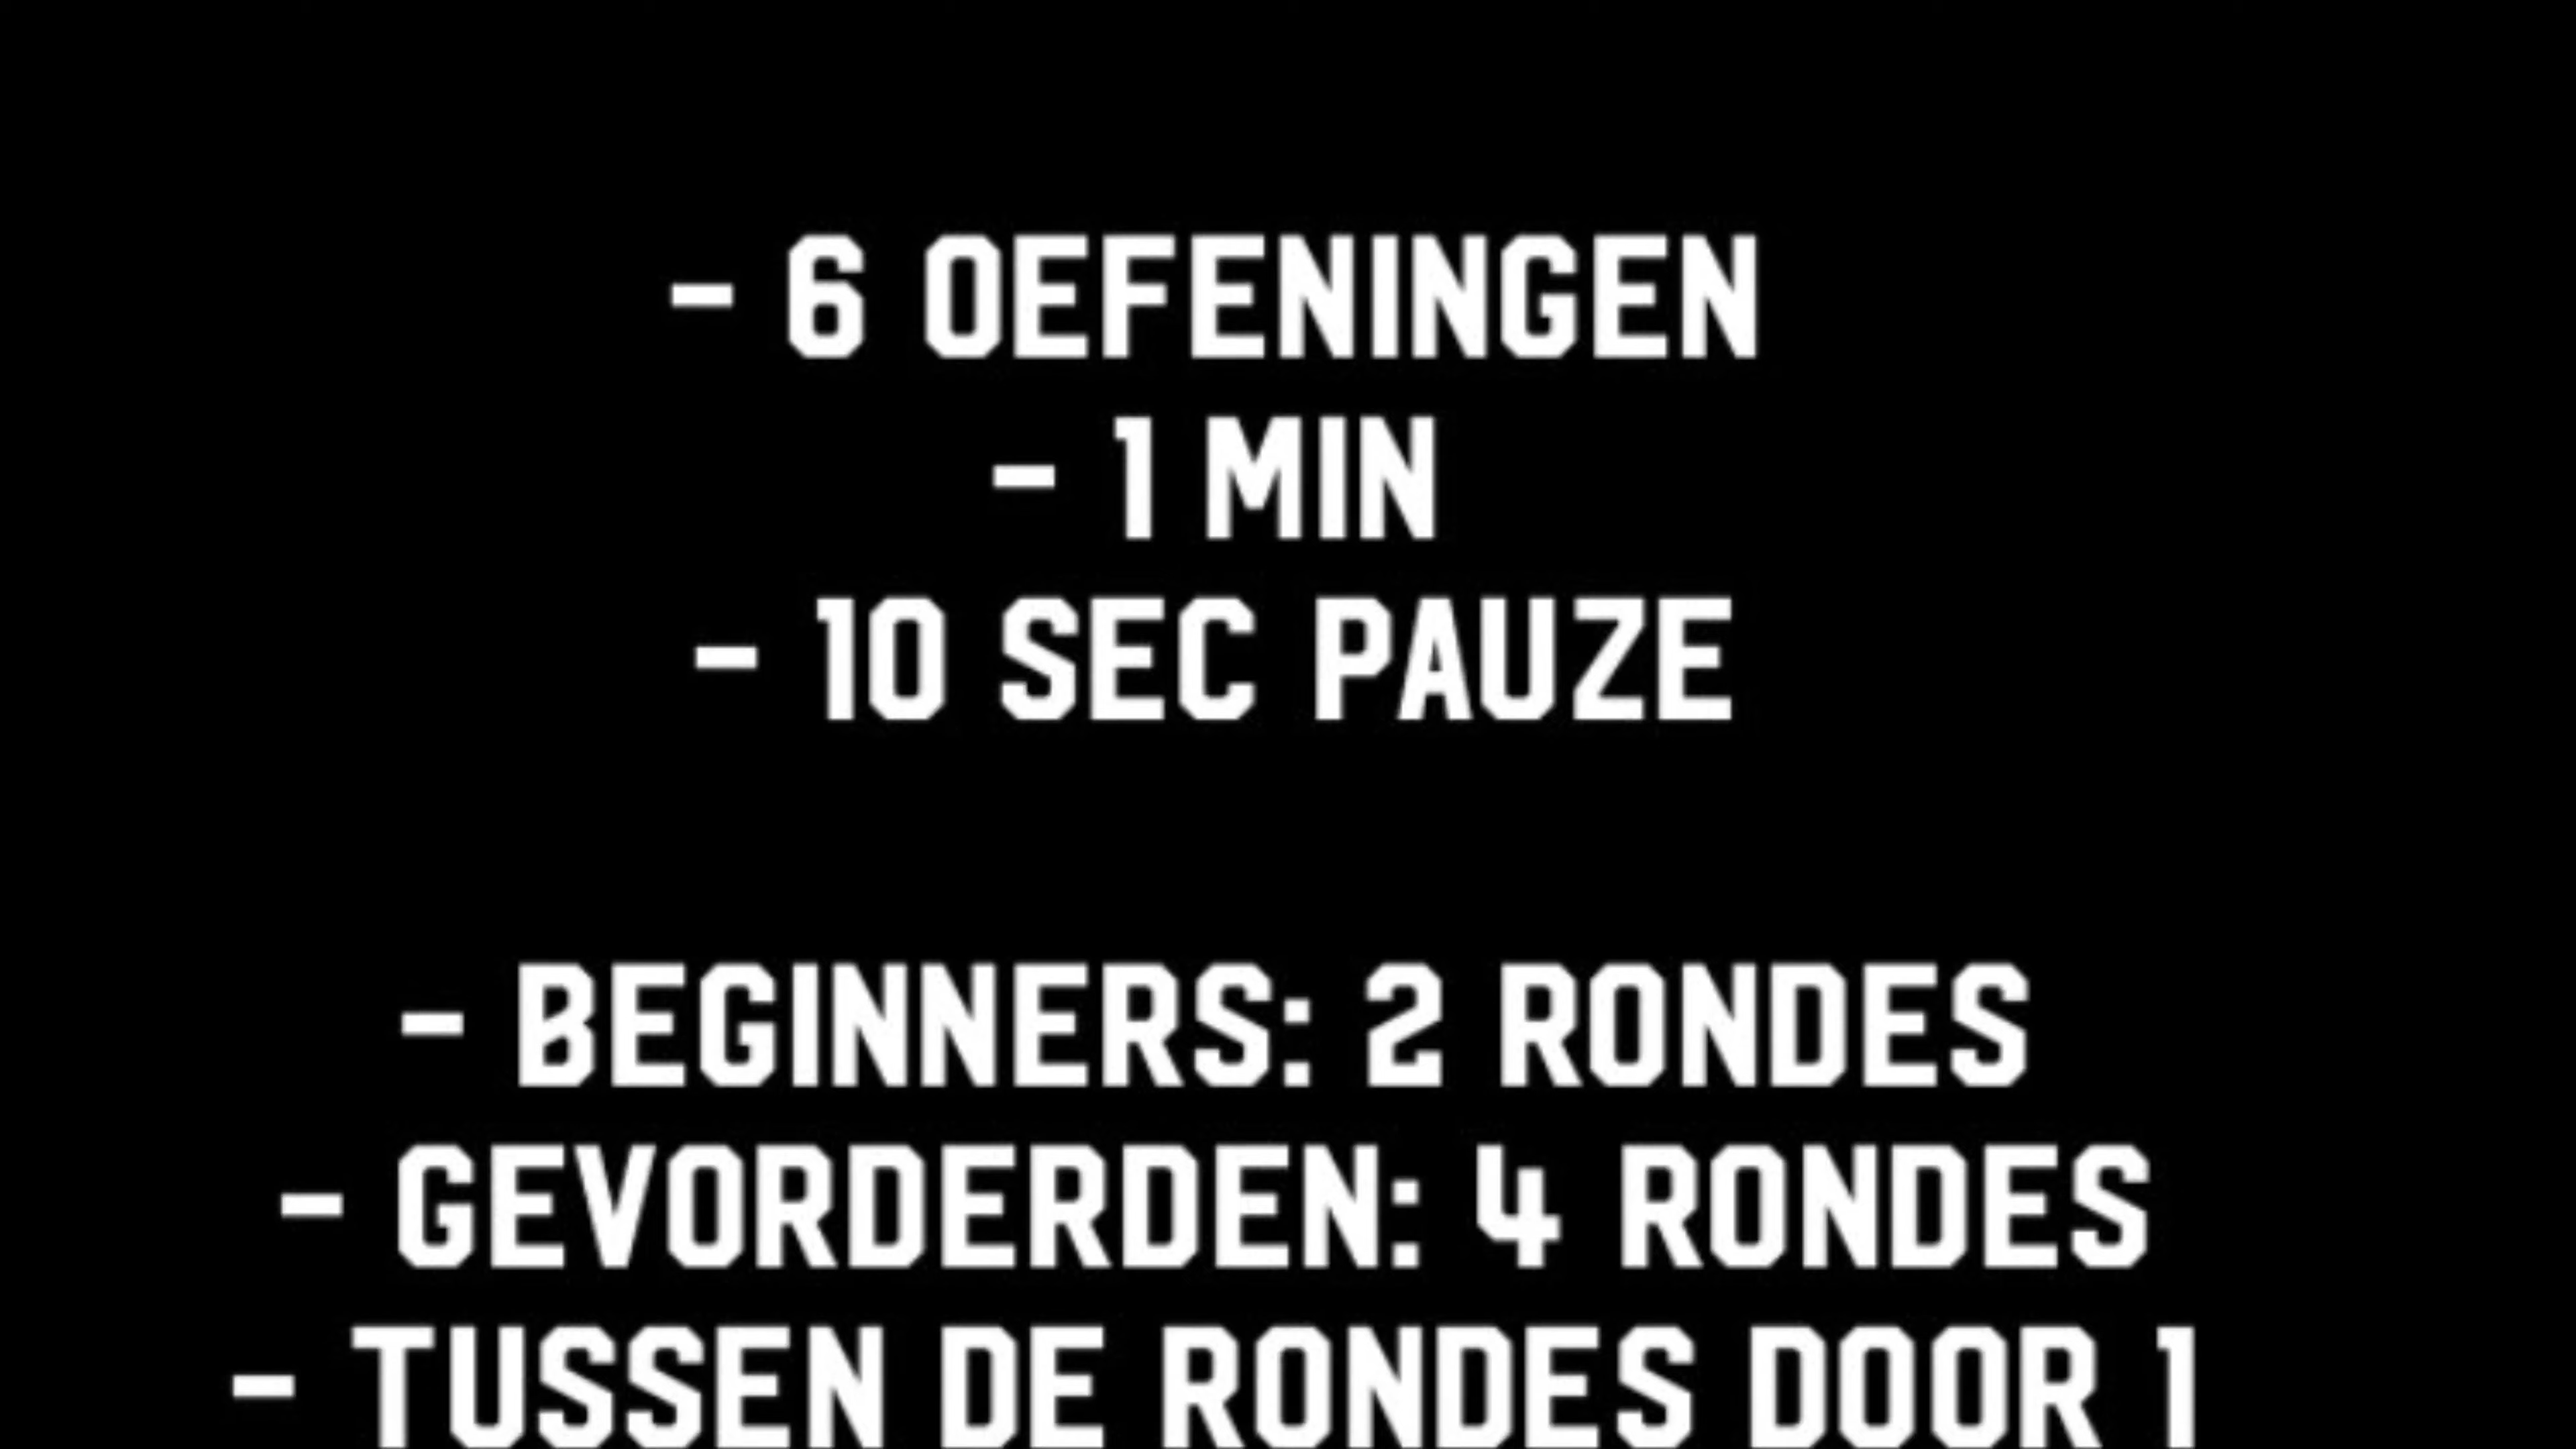 - 6 OEFENINGEN
- 1 MIN
- 10 SEC PAUZE
- BEGINNERS: 2 RONDES
- GEVORDERDEN: 4 RONDES
- TUSSEN DE RONDES DOOR 1